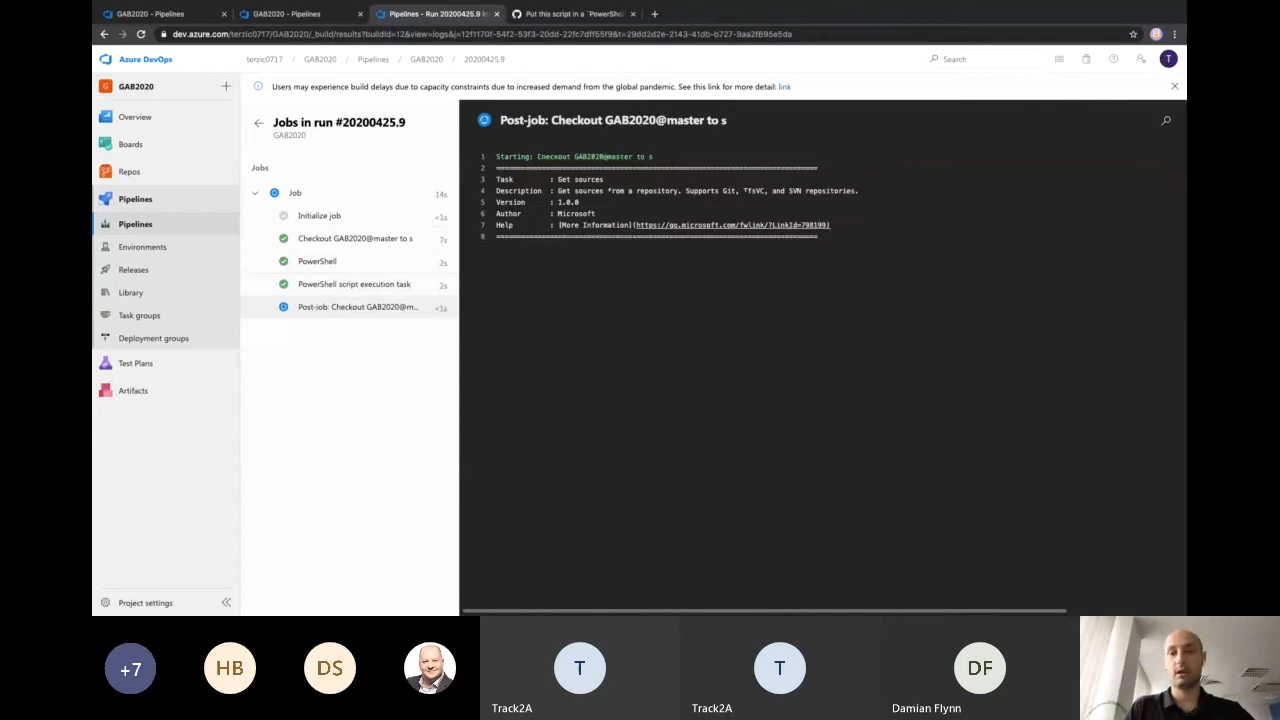 GAB2020 - Pipelines
GAB2020 - Pipelines
Pipelines - Run 20200425.9 lo
Put this script in a `PowerShell
dev.azure.com/terzic0717/GAB2020/_build/results?buildId=12&view=logs&j=12f1170f-54f2-53f3-20dd-22fc7dff55f9&t=29dd2d2e-2143-41db-b727-9aa2f695e5da
Azure DevOps
terzic0717 / GAB2020 / Pipelines / GAB2020 / 20200425.9
Search
T
G
GAB2020
Users may experience build delays due to capacity constraints due to increased demand from the global pandemic. See this link for more detail: link
Overview
Boards
Repos
Pipelines
Pipelines
Environments
Releases
Library
Task groups
Deployment groups
Test Plans
Artifacts
Project settings
Jobs in run #20200425.9
GAB2020
Jobs
Job 14s
Initialize job <1s
Checkout GAB2020@master to s 7s
PowerShell 2s
PowerShell script execution task 2s
Post-job: Checkout GAB2020@m... <1s
Post-job: Checkout GAB2020@master to s
1 Starting: Checkout GAB2020@master to s
2 ==============================================================================
3 Task : Get sources
4 Description : Get sources from a repository. Supports Git, TfsVC, and SVN repositories.
5 Version : 1.0.0
6 Author : Microsoft
7 Help : [More Information](https://go.microsoft.com/fwlink/?LinkId=798199)
8 ==============================================================================
+7
HB
DS
T
Track2A
T
Track2A
DF
Damian Flynn